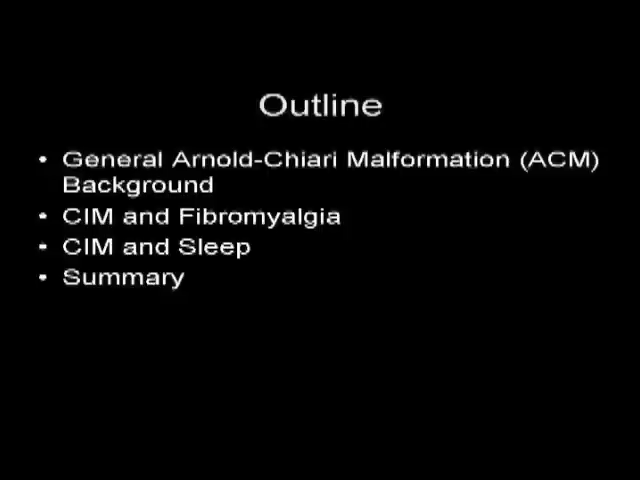 Outline
• General Arnold-Chiari Malformation (ACM)
Background
• CIM and Fibromyalgia
• CIM and Sleep
• Summary